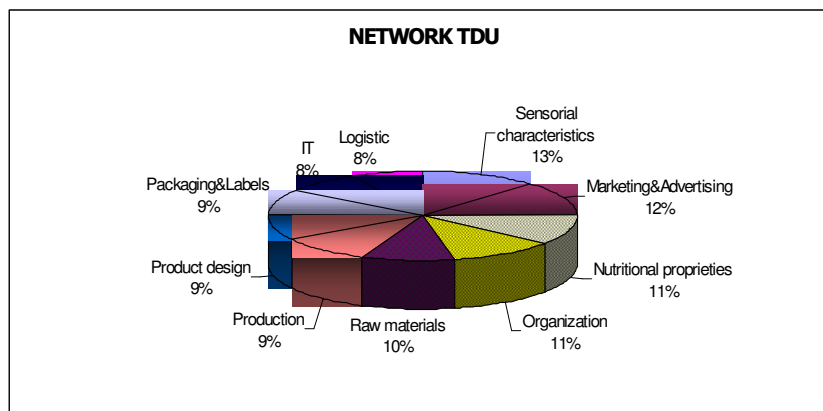 NETWORK TDU
Sensorial
characteristics
13%
Marketing&Advertising
12%
Nutritional proprieties
11%
Organization
11%
Raw materials
10%
Production
9%
Product design
9%
Packaging&Labels
9%
IT
8%
Logistic
8%